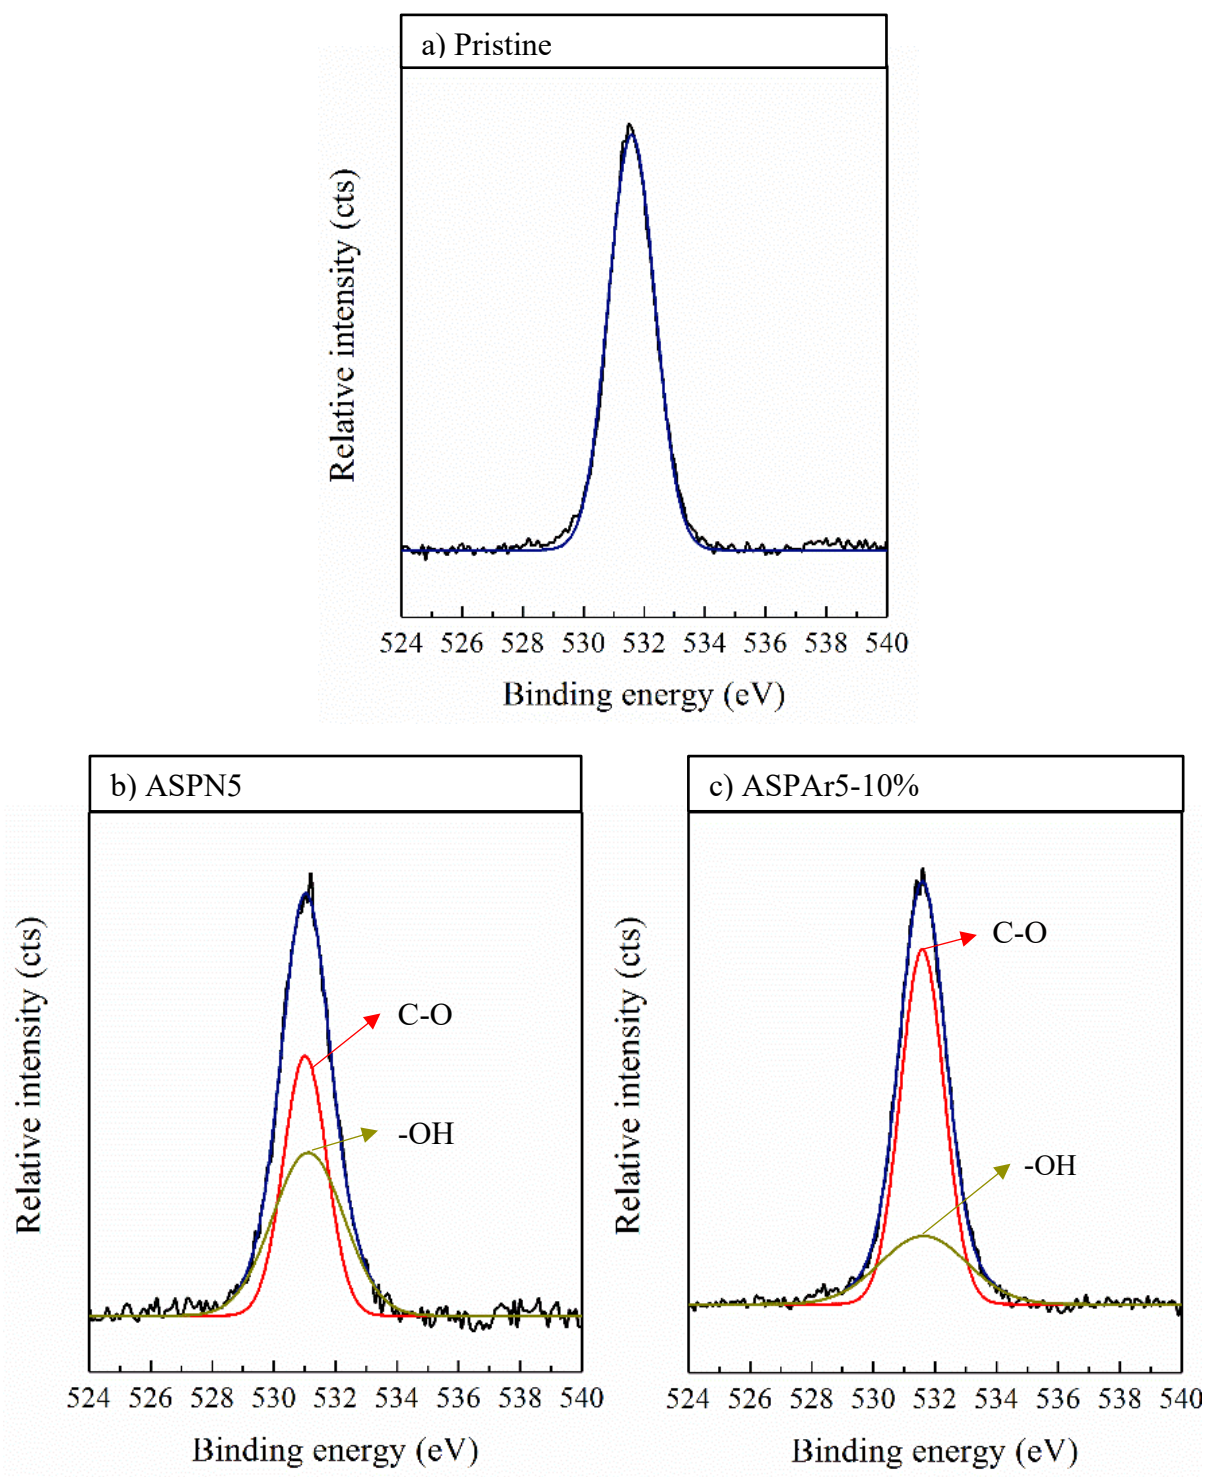 a) Pristine
Relative intensity (cts)
524 526 528 530 532 534 536 538 540
Binding energy (eV)
b) ASPN5
Relative intensity (cts)
C-O
-OH
524 526 528 530 532 534 536 538 540
Binding energy (eV)
c) ASPAr5-10%
Relative intensity (cts)
C-O
-OH
524 526 528 530 532 534 536 538 540
Binding energy (eV)